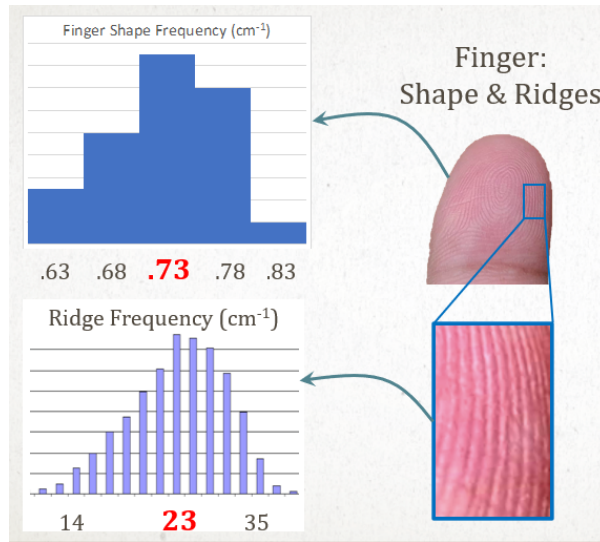 Finger Shape Frequency (cm⁻¹)
.63 .68 .73 .78 .83
Finger:
Shape & Ridges
Ridge Frequency (cm⁻¹)
14 23 35